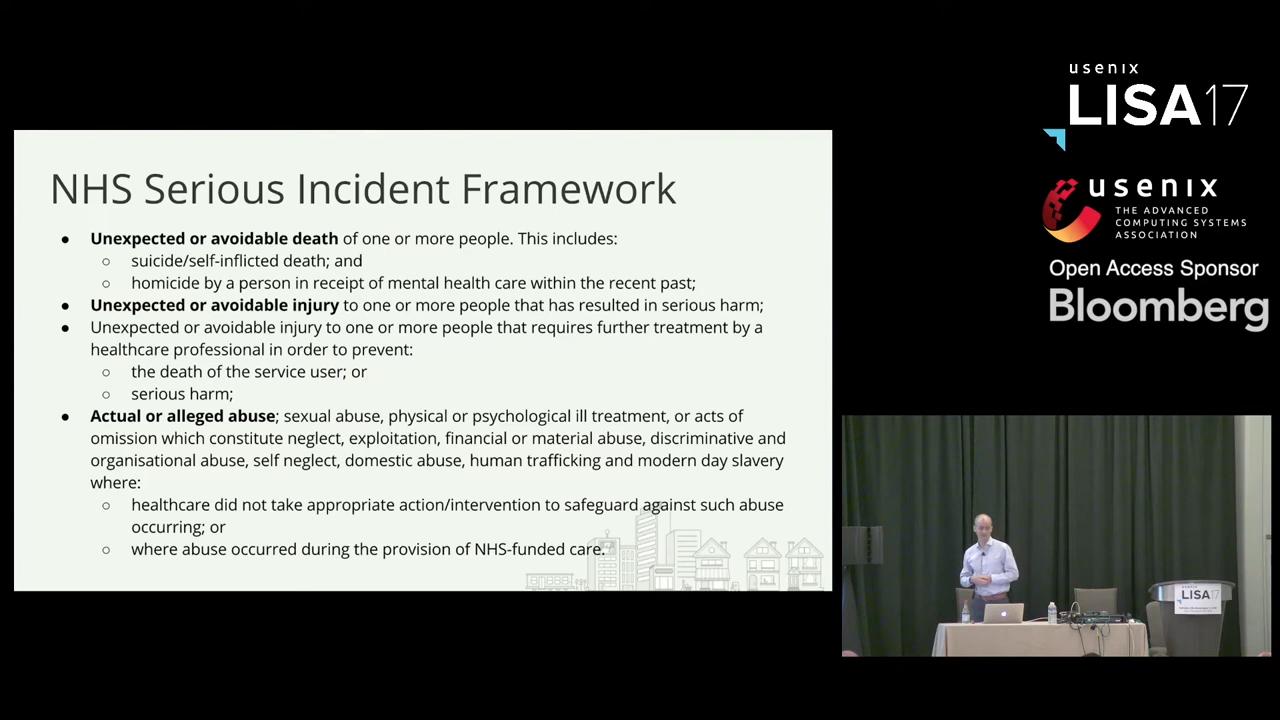 NHS Serious Incident Framework
● Unexpected or avoidable death of one or more people. This includes:
○ suicide/self-inflicted death; and
○ homicide by a person in receipt of mental health care within the recent past;
● Unexpected or avoidable injury to one or more people that has resulted in serious harm;
● Unexpected or avoidable injury to one or more people that requires further treatment by a
healthcare professional in order to prevent:
○ the death of the service user; or
○ serious harm;
● Actual or alleged abuse; sexual abuse, physical or psychological ill treatment, or acts of
omission which constitute neglect, exploitation, financial or material abuse, discriminative and
organisational abuse, self neglect, domestic abuse, human trafficking and modern day slavery
where:
○ healthcare did not take appropriate action/intervention to safeguard against such abuse
occurring; or
○ where abuse occurred during the provision of NHS-funded care.
usenix
LISA17
usenix
THE ADVANCED
COMPUTING SYSTEMS
ASSOCIATION
Open Access Sponsor
Bloomberg
usenix
LISA17